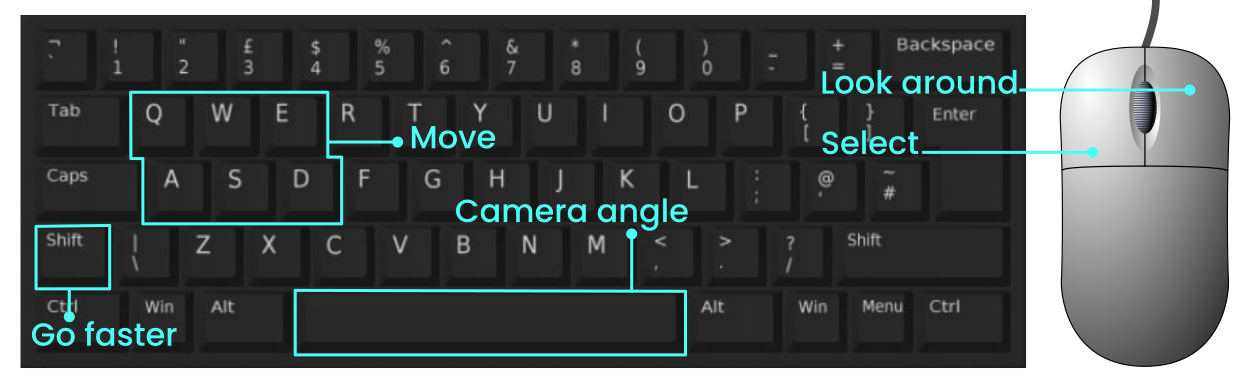 ¬ ! " £ $ % ^ & * ( ) _ + Backspace
` 1 2 3 4 5 6 7 8 9 0 - =
Look around
Tab Q W E R T Y U I O P { } Enter
[ ]
Move
Select
Caps A S D F G H J K L : @ ~
; ' #
Camera angle
Shift | Z X C V B N M < > ? Shift
\ , . /
Ctrl Win Alt Alt Win Menu Ctrl
Go faster